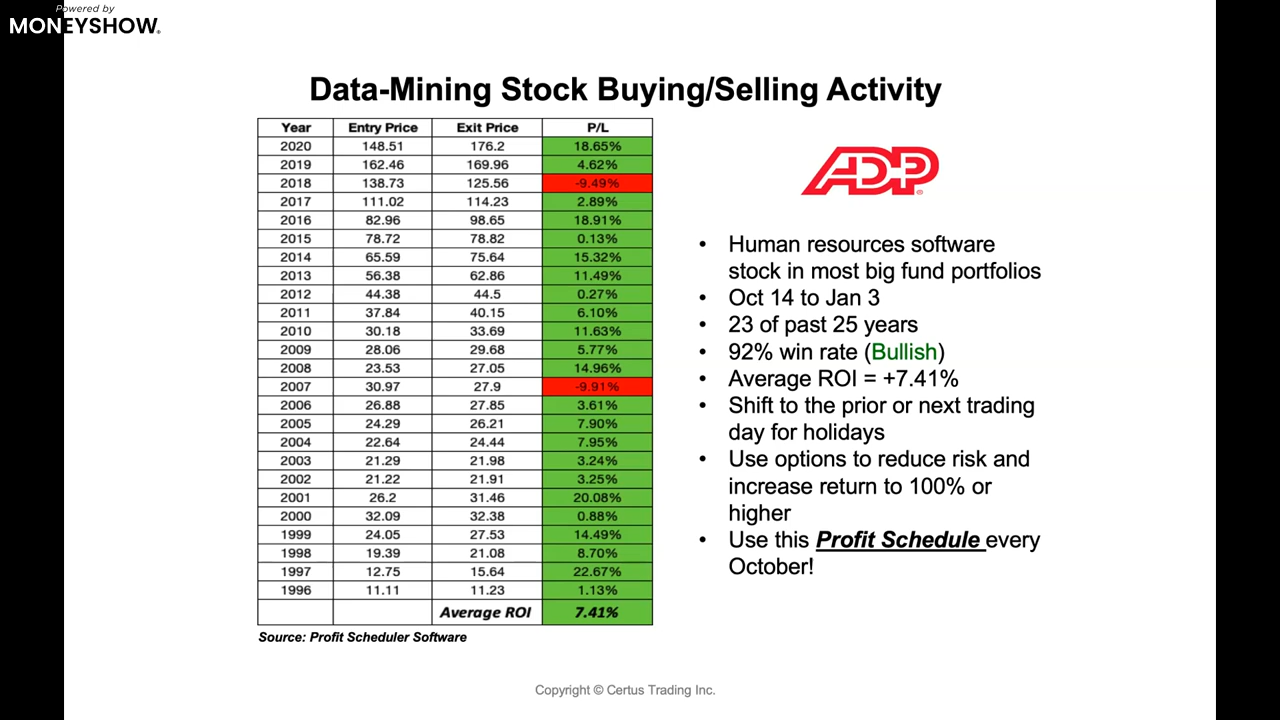 Powered by
MONEYSHOW.
Data-Mining Stock Buying/Selling Activity
Year Entry Price Exit Price P/L
2020 148.51 176.2 18.65%
2019 162.46 169.96 4.62%
2018 138.73 125.56 -9.49%
2017 111.02 114.23 2.89%
2016 82.96 98.65 18.91%
2015 78.72 78.82 0.13%
2014 65.59 75.64 15.32%
2013 56.38 62.86 11.49%
2012 44.38 44.5 0.27%
2011 37.84 40.15 6.10%
2010 30.18 33.69 11.63%
2009 28.06 29.68 5.77%
2008 23.53 27.05 14.96%
2007 30.97 27.9 -9.91%
2006 26.88 27.85 3.61%
2005 24.29 26.21 7.90%
2004 22.64 24.44 7.95%
2003 21.29 21.98 3.24%
2002 21.22 21.91 3.25%
2001 26.2 31.46 20.08%
2000 32.09 32.38 0.88%
1999 24.05 27.53 14.49%
1998 19.39 21.08 8.70%
1997 12.75 15.64 22.67%
1996 11.11 11.23 1.13%
Average ROI 7.41%
Source: Profit Scheduler Software
ADP
• Human resources software
stock in most big fund portfolios
• Oct 14 to Jan 3
• 23 of past 25 years
• 92% win rate (Bullish)
• Average ROI = +7.41%
• Shift to the prior or next trading
day for holidays
• Use options to reduce risk and
increase return to 100% or
higher
• Use this Profit Schedule every
October!
Copyright © Certus Trading Inc.